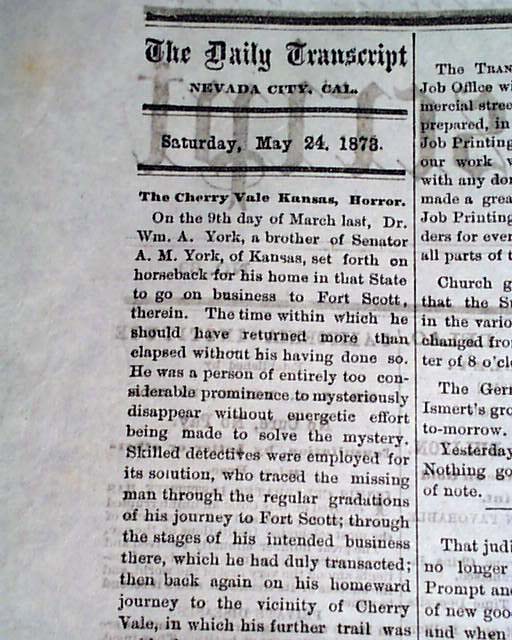 The Daily Transcript
NEVADA CITY, CAL.
Saturday, May 24, 1873.
The Cherry Vale Kansas, Horror.
On the 9th day of March last, Dr.
Wm. A. York, a brother of Senator
A. M. York, of Kansas, set forth on
horseback for his home in that State
to go on business to Fort Scott,
therein. The time within which he
should have returned more than
elapsed without his having done so.
He was a person of entirely too con-
siderable prominence to mysteriously
disappear without energetic effort
being made to solve the mystery.
Skilled detectives were employed for
its solution, who traced the missing
man through the regular gradations
of his journey to Fort Scott; through
the stages of his intended business
there, which he had duly transacted;
then back again on his homeward
journey to the vicinity of Cherry
Vale, in which his further trail was
The TRAN
Job Office wi
mercial stree
prepared, in
Job Printing
our work w
with any do
made a grea
Job Printing
ders for ever
all parts of t
Church g
that the Su
in the vario
changed fro
ter of 8 o'cl
The Ger
Ismert's gro
to-morrow.
Yesterday
Nothing go
of note.
That judi
no longer
Prompt and
of new goo
and when